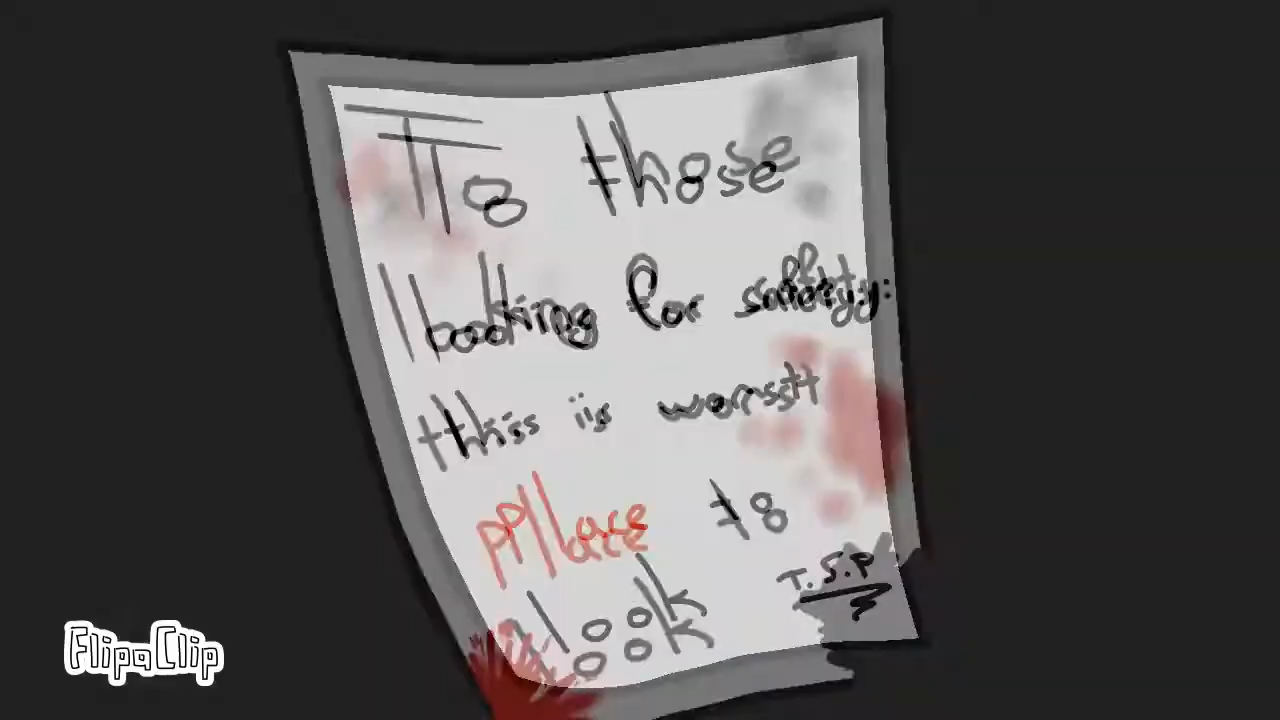 To those
looking for safety:
this is worst
place to
look
T.S.P
FlipaClip